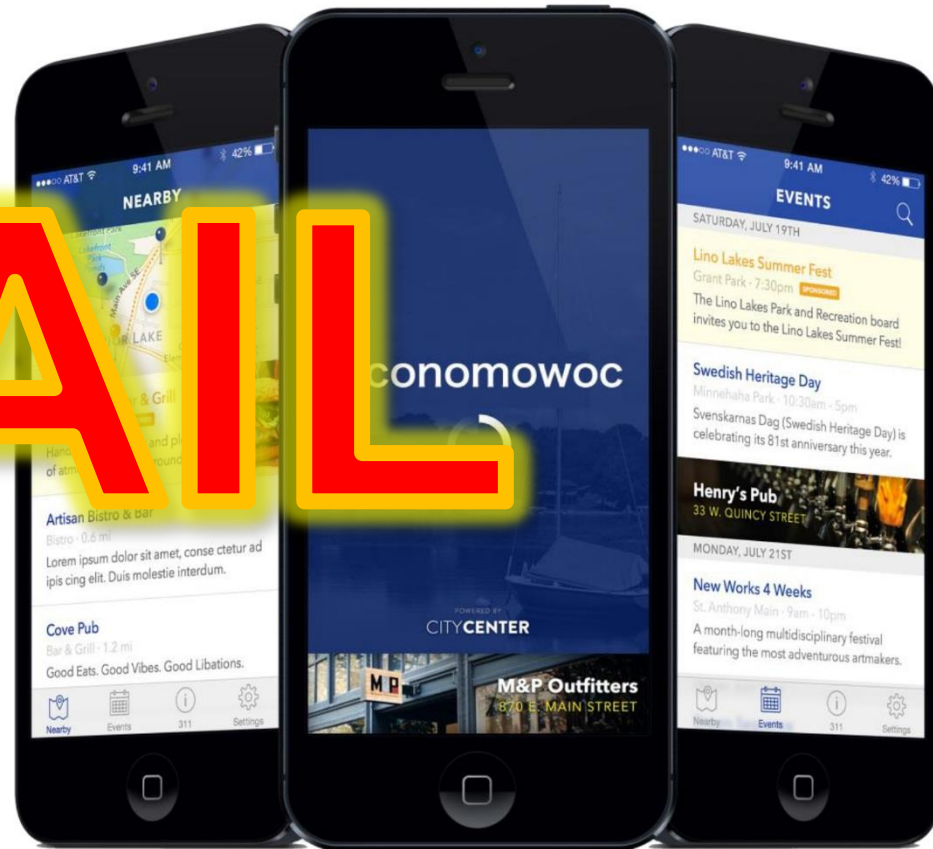 AIL
AT&T 9:41 AM 42%
NEARBY
Main Ave SE
OR LAKE
& Grill
and
of
Artisan Bistro & Bar
Bistro · 0.6 mi
Lorem ipsum dolor sit amet, conse ctetur ad
ipis cing elit. Duis molestie interdum.
Cove Pub
Bar & Grill · 1.2 mi
Good Eats. Good Vibes. Good Libations.
Nearby Events 311 Settings
conomowoc
POWERED BY
CITYCENTER
M P
M&P Outfitters
870 E. MAIN STREET
AT&T 9:41 AM 42%
EVENTS
SATURDAY, JULY 19TH
Lino Lakes Summer Fest
Grant Park · 7:30pm SPONSORED
The Lino Lakes Park and Recreation board
invites you to the Lino Lakes Summer Fest!
Swedish Heritage Day
Minnehaha Park · 10:30am - 5pm
Svenskarnas Dag (Swedish Heritage Day) is
celebrating its 81st anniversary this year.
Henry's Pub
33 W. QUINCY STREET
MONDAY, JULY 21ST
New Works 4 Weeks
St. Anthony Main · 9am - 10pm
A month-long multidisciplinary festival
featuring the most adventurous artmakers.
Nearby Events 311 Settings